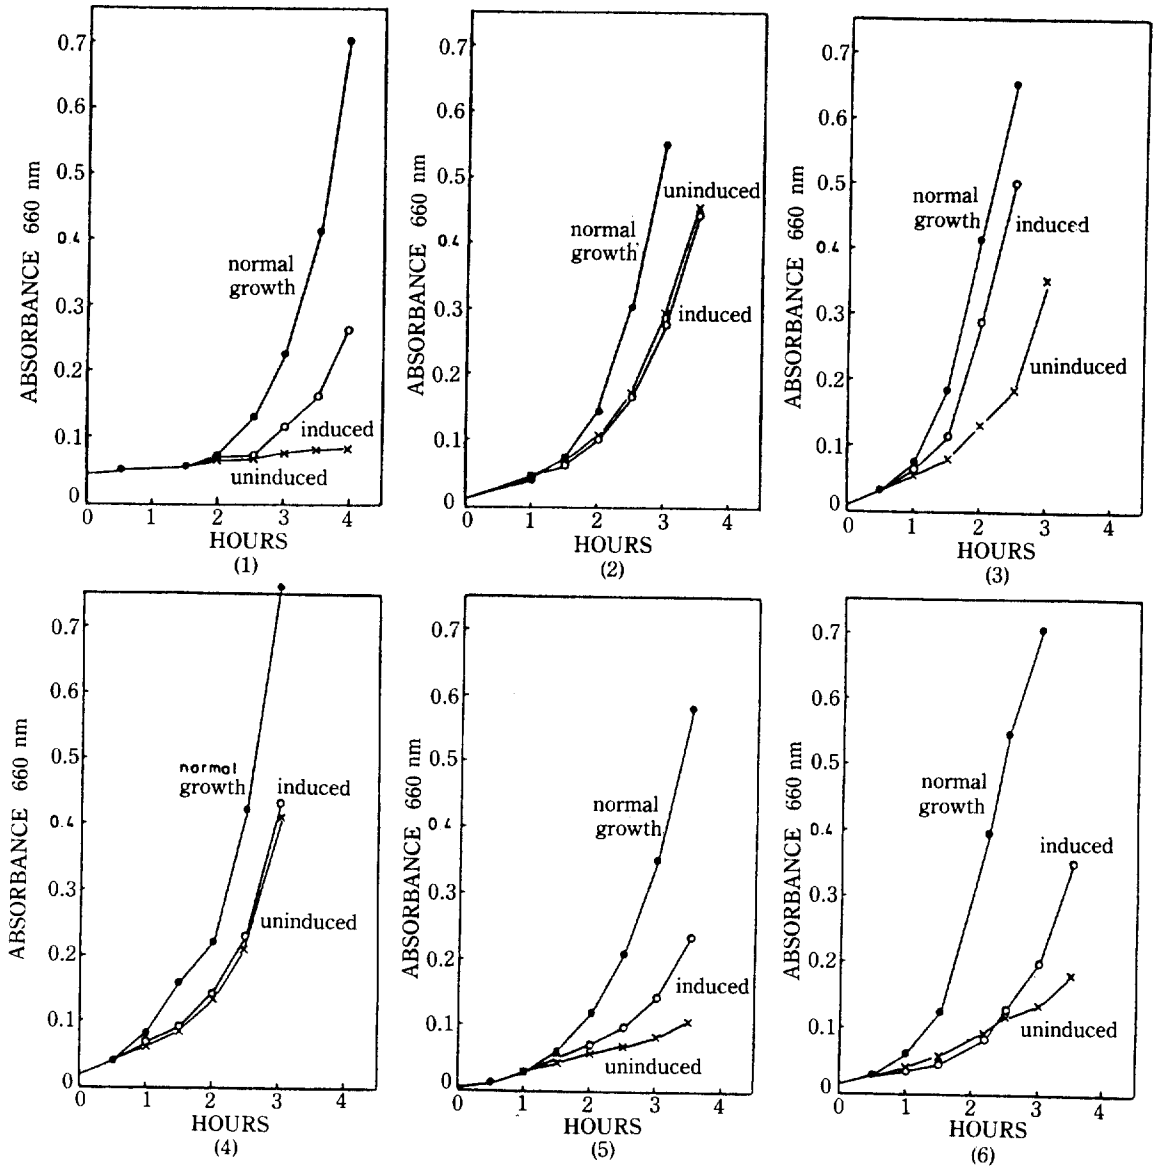 0.7
0.6
0.5
0.4
0.3
0.2
0.1
0
ABSORBANCE 660 nm
normal
growth
induced
uninduced
0 1 2 3 4
HOURS
(1)
0.7
0.6
0.5
0.4
0.3
0.2
0.1
0
ABSORBANCE 660 nm
uninduced
normal
growth
induced
0 1 2 3 4
HOURS
(2)
0.7
0.6
0.5
0.4
0.3
0.2
0.1
0
ABSORBANCE 660 nm
normal
growth
induced
uninduced
0 1 2 3 4
HOURS
(3)
0.7
0.6
0.5
0.4
0.3
0.2
0.1
0
ABSORBANCE 660 nm
normal
growth
induced
uninduced
0 1 2 3 4
HOURS
(4)
0.7
0.6
0.5
0.4
0.3
0.2
0.1
0
ABSORBANCE 660 nm
normal
growth
induced
uninduced
0 1 2 3 4
HOURS
(5)
0.7
0.6
0.5
0.4
0.3
0.2
0.1
0
ABSORBANCE 660 nm
normal
growth
induced
uninduced
0 1 2 3 4
HOURS
(6)